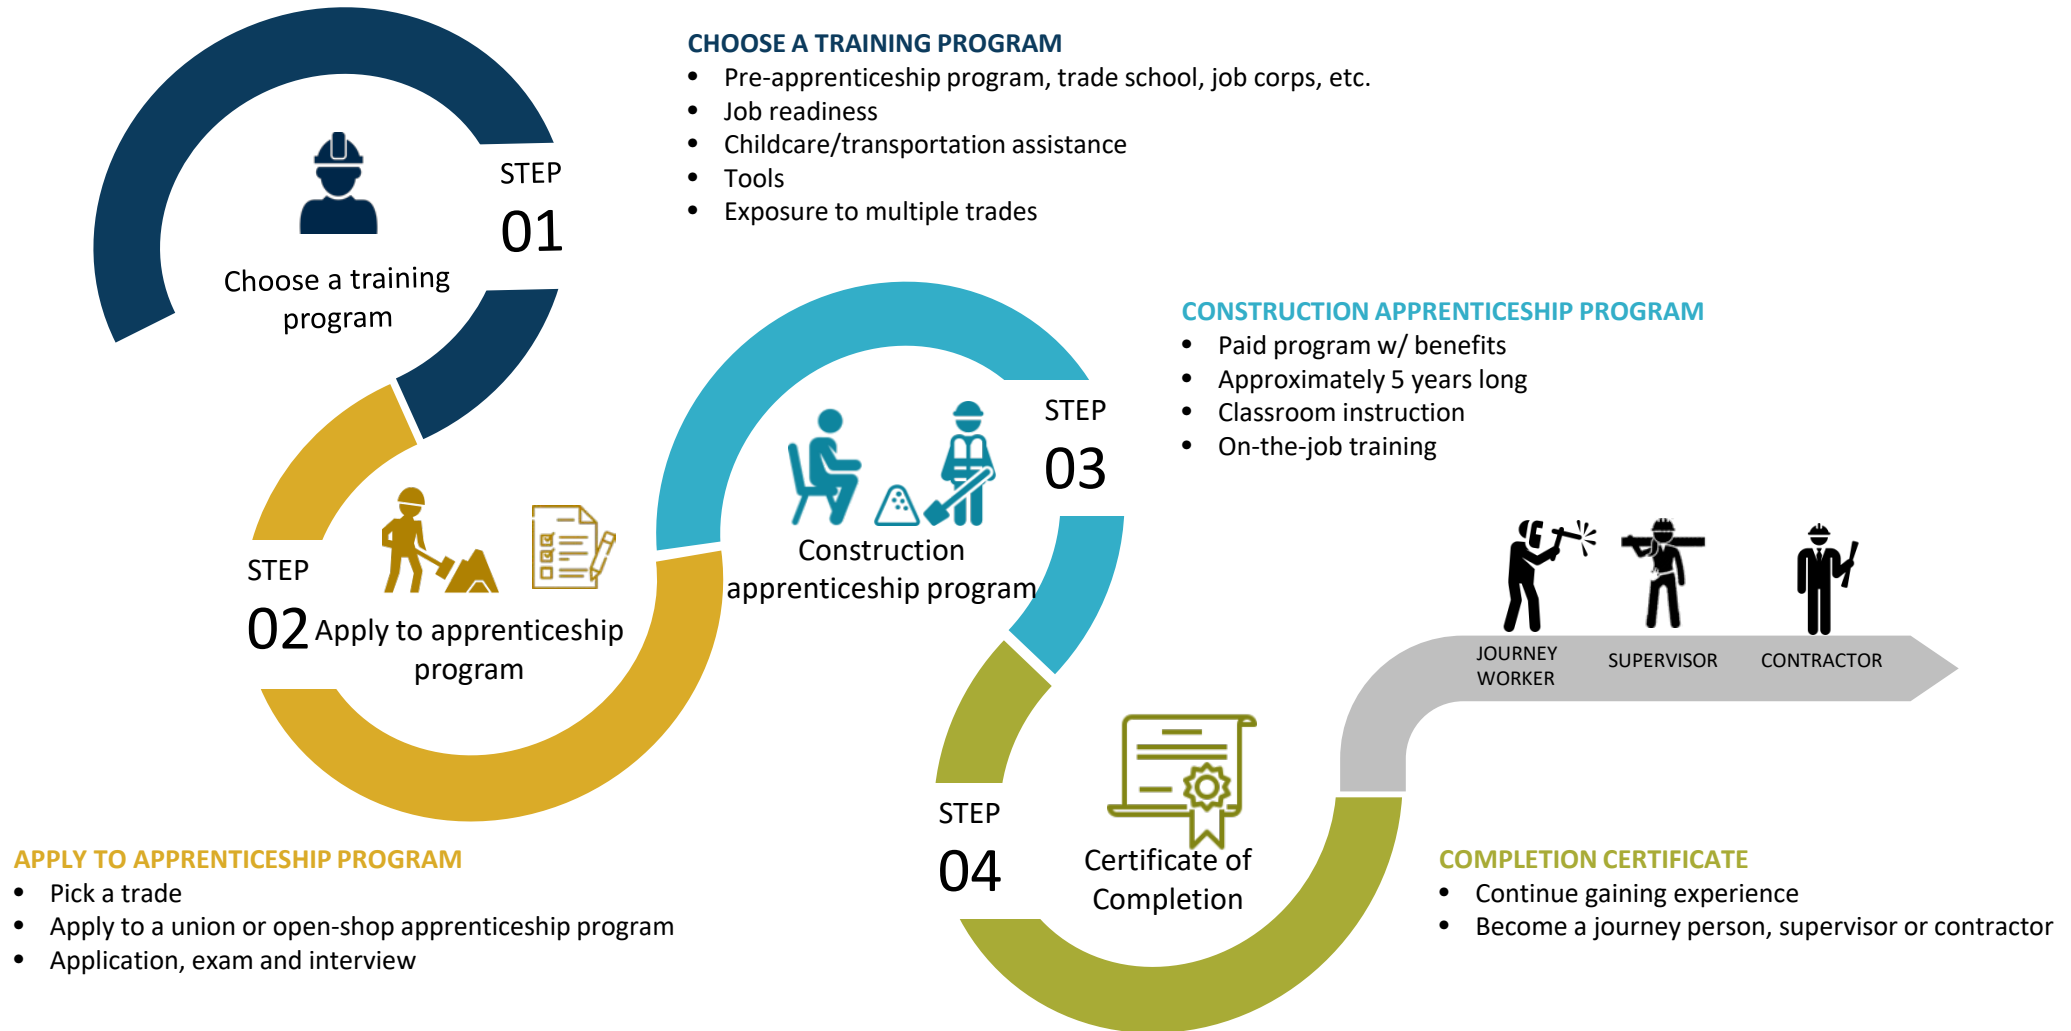 CHOOSE A TRAINING PROGRAM
• Pre-apprenticeship program, trade school, job corps, etc.
• Job readiness
• Childcare/transportation assistance
• Tools
• Exposure to multiple trades
STEP
01
Choose a training
program
CONSTRUCTION APPRENTICESHIP PROGRAM
• Paid program w/ benefits
• Approximately 5 years long
• Classroom instruction
• On-the-job training
STEP
03
Construction
apprenticeship program
STEP
02
Apply to apprenticeship
program
JOURNEY
WORKER
SUPERVISOR
CONTRACTOR
STEP
04
Certificate of
Completion
APPLY TO APPRENTICESHIP PROGRAM
• Pick a trade
• Apply to a union or open-shop apprenticeship program
• Application, exam and interview
COMPLETION CERTIFICATE
• Continue gaining experience
• Become a journey person, supervisor or contractor